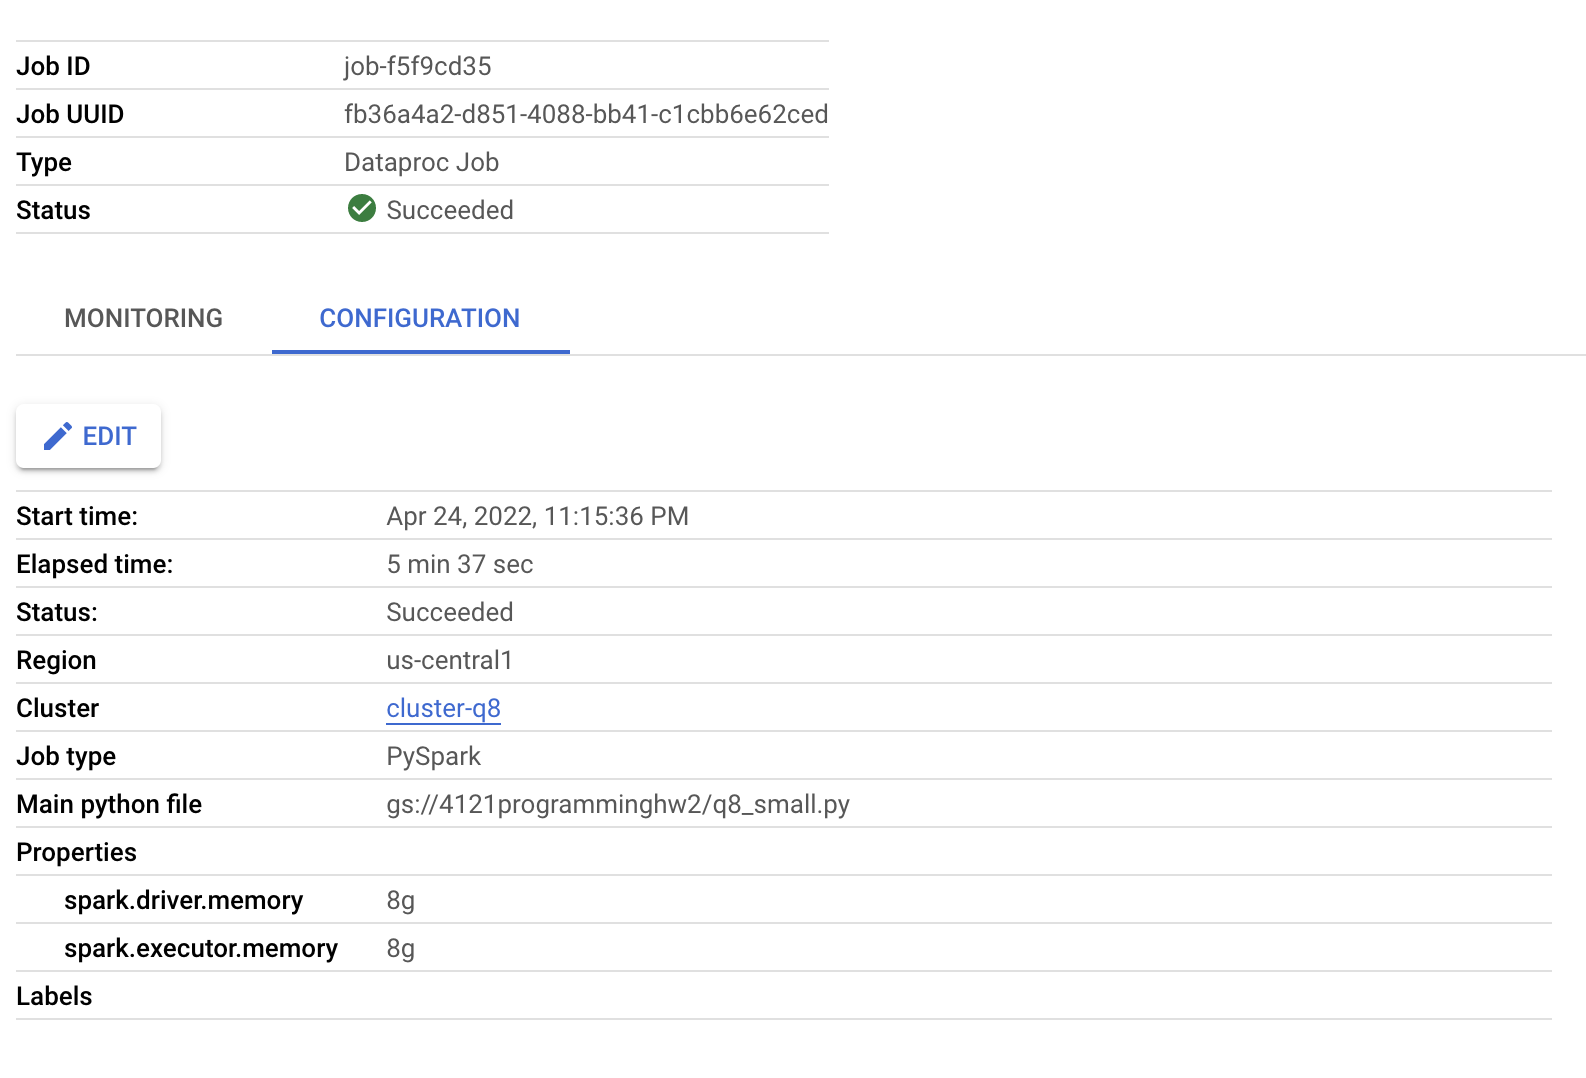 Job ID job-f5f9cd35
Job UUID fb36a4a2-d851-4088-bb41-c1cbb6e62ced
Type Dataproc Job
Status Succeeded
MONITORING CONFIGURATION
EDIT
Start time: Apr 24, 2022, 11:15:36 PM
Elapsed time: 5 min 37 sec
Status: Succeeded
Region us-central1
Cluster cluster-q8
Job type PySpark
Main python file gs://4121programminghw2/q8_small.py
Properties
spark.driver.memory 8g
spark.executor.memory 8g
Labels